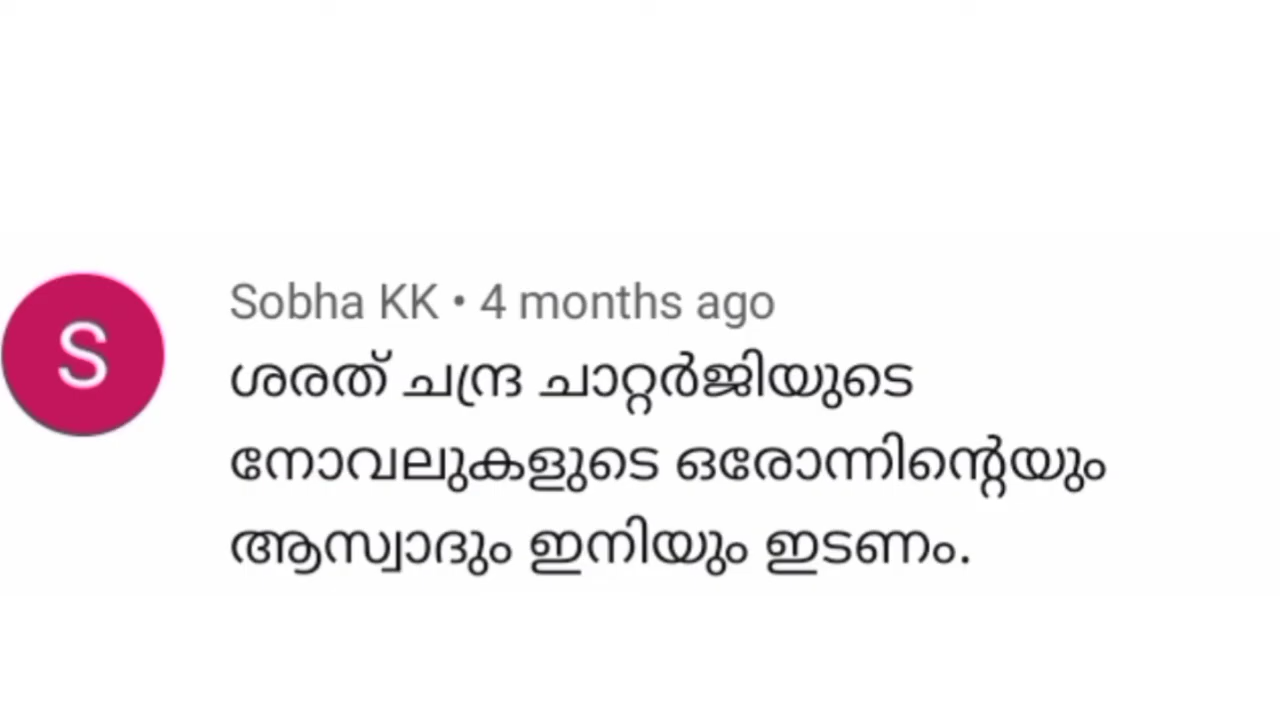 S
Sobha KK • 4 months ago
ശരത് ചന്ദ്ര ചാറ്റർജിയുടെ
നോവലുകളുടെ ഒരോന്നിന്റെയും
ആസ്വാദും ഇനിയും ഇടണം.